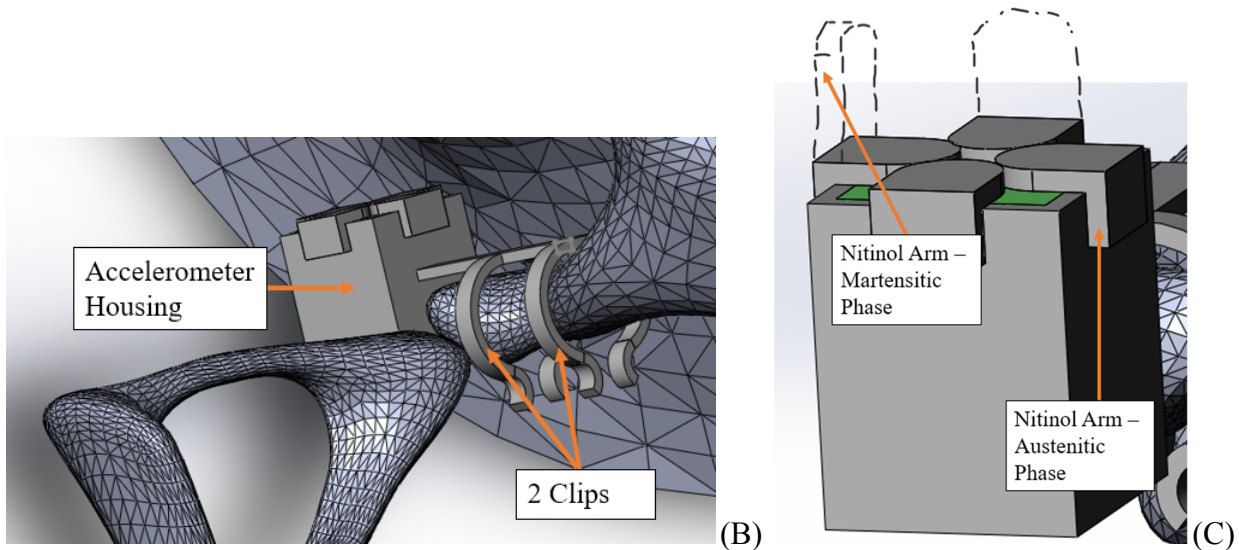 Accelerometer
Housing
2 Clips
(B)
Nitinol Arm –
Martensitic
Phase
Nitinol Arm –
Austenitic
Phase
(C)